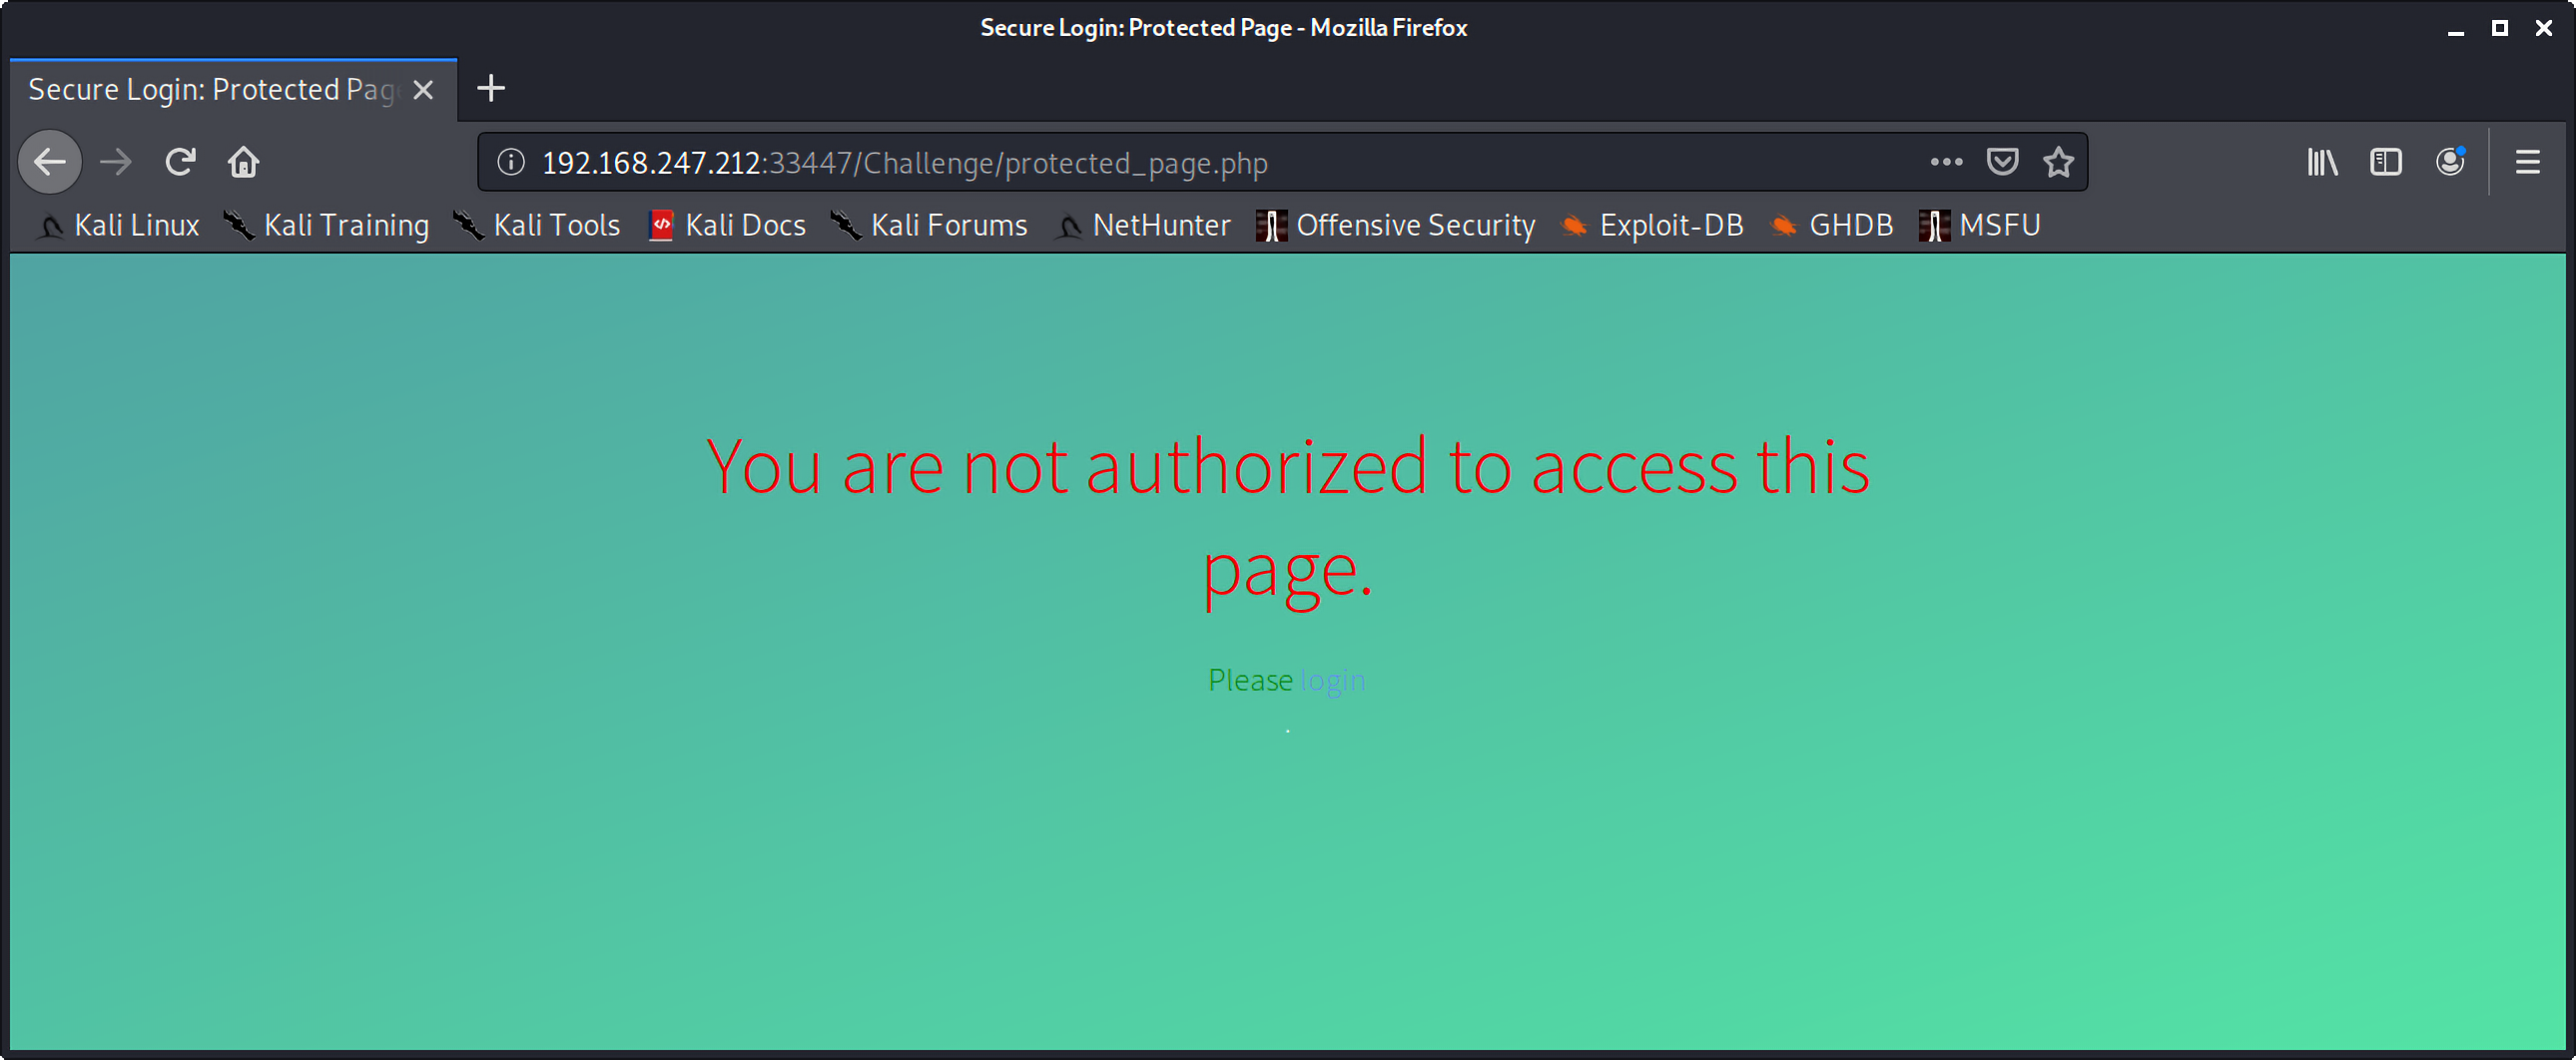 Secure Login: Protected Page - Mozilla Firefox
Secure Login: Protected Page
192.168.247.212:33447/Challenge/protected_page.php
Kali Linux Kali Training Kali Tools Kali Docs Kali Forums NetHunter Offensive Security Exploit-DB GHDB MSFU
You are not authorized to access this
page.
Please login
.